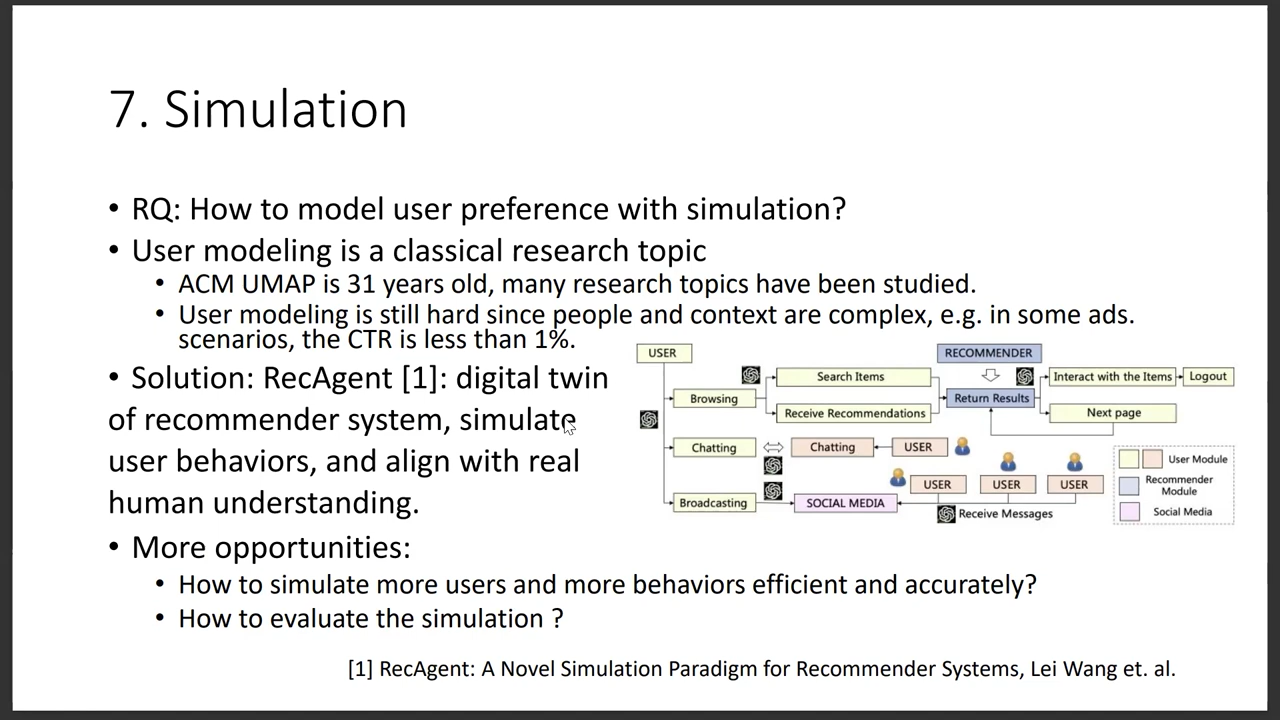 7. Simulation
• RQ: How to model user preference with simulation?
• User modeling is a classical research topic
• ACM UMAP is 31 years old, many research topics have been studied.
• User modeling is still hard since people and context are complex, e.g. in some ads.
scenarios, the CTR is less than 1%.
• Solution: RecAgent [1]: digital twin
of recommender system, simulate
user behaviors, and align with real
human understanding.
USER
RECOMMENDER
Search Items
Interact with the Items
Logout
Browsing
Return Results
Receive Recommendations
Next page
Chatting
Chatting
USER
User Module
USER
USER
USER
Recommender
Module
Broadcasting
SOCIAL MEDIA
Receive Messages
Social Media
• More opportunities:
• How to simulate more users and more behaviors efficient and accurately?
• How to evaluate the simulation ?
[1] RecAgent: A Novel Simulation Paradigm for Recommender Systems, Lei Wang et. al.